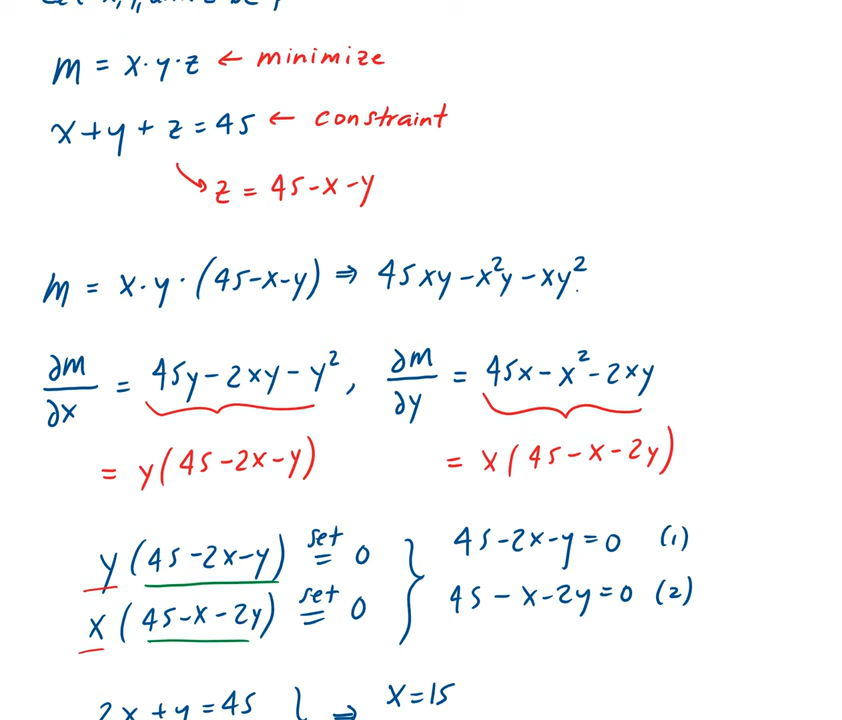 m = x·y·z ← minimize
x+y+z=45 ← constraint
z = 45-x-y
m = x·y·(45-x-y) ⇒ 45xy-x²y-xy²
∂m/∂x = 45y-2xy-y², ∂m/∂y = 45x-x²-2xy
= y(45-2x-y) = x(45-x-2y)
y(45-2x-y) set= 0 } 45-2x-y=0 (1)
x(45-x-2y) set= 0 45-x-2y=0 (2)
2x+y=45 ⇒ x=15